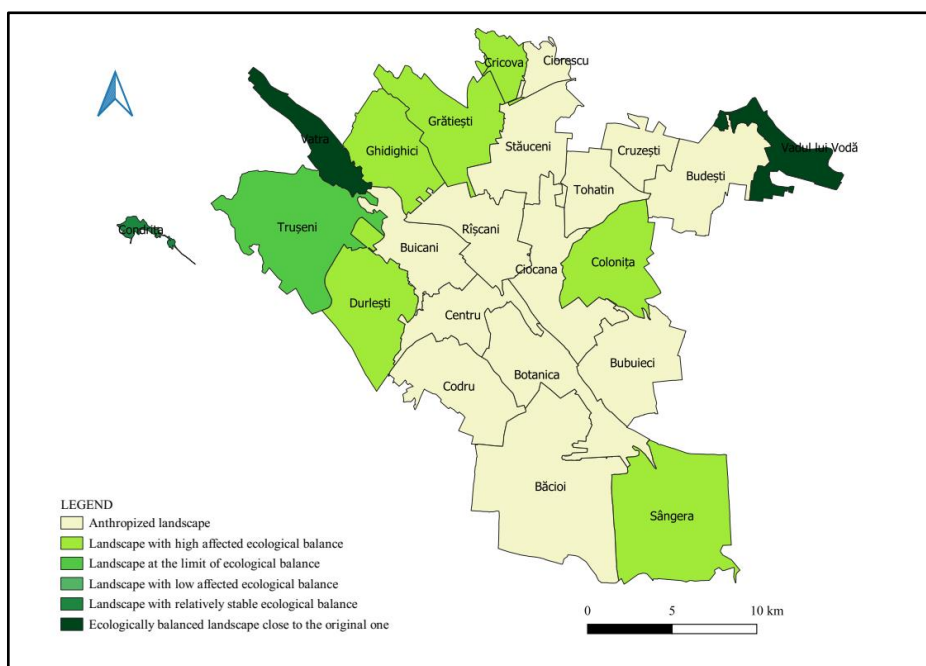 Cricova
Ciorescu
Vatra
Grătiești
Ghidighici
Stăuceni
Cruzești
Vadul lui Vodă
Budești
Tohatin
Condrița
Trușeni
Rîșcani
Buicani
Ciocana
Colonița
Durlești
Centru
Bubuieci
Botanica
Codru
Băcioi
Sângera
LEGEND
Anthropized landscape
Landscape with high affected ecological balance
Landscape at the limit of ecological balance
Landscape with low affected ecological balance
Landscape with relatively stable ecological balance
Ecologically balanced landscape close to the original one
0 5 10 km